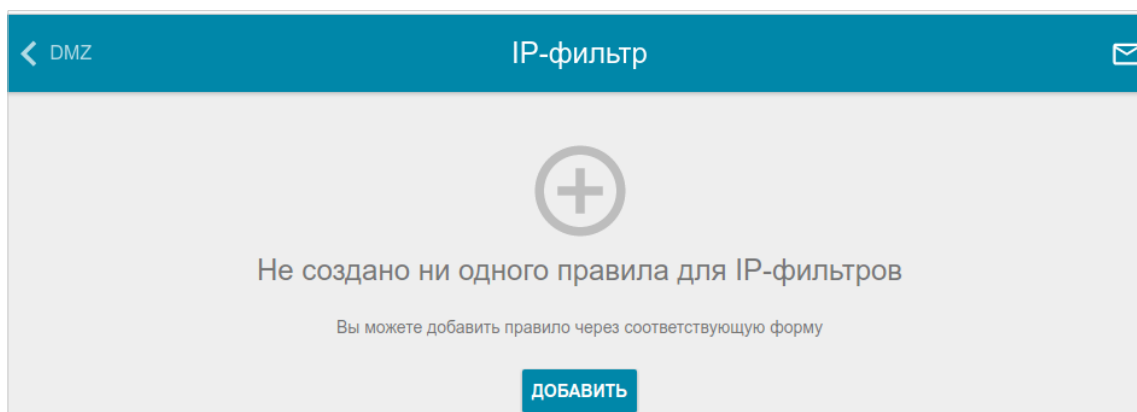 DMZ
IP-фильтр
Не создано ни одного правила для IP-фильтров
Вы можете добавить правило через соответствующую форму
ДОБАВИТЬ